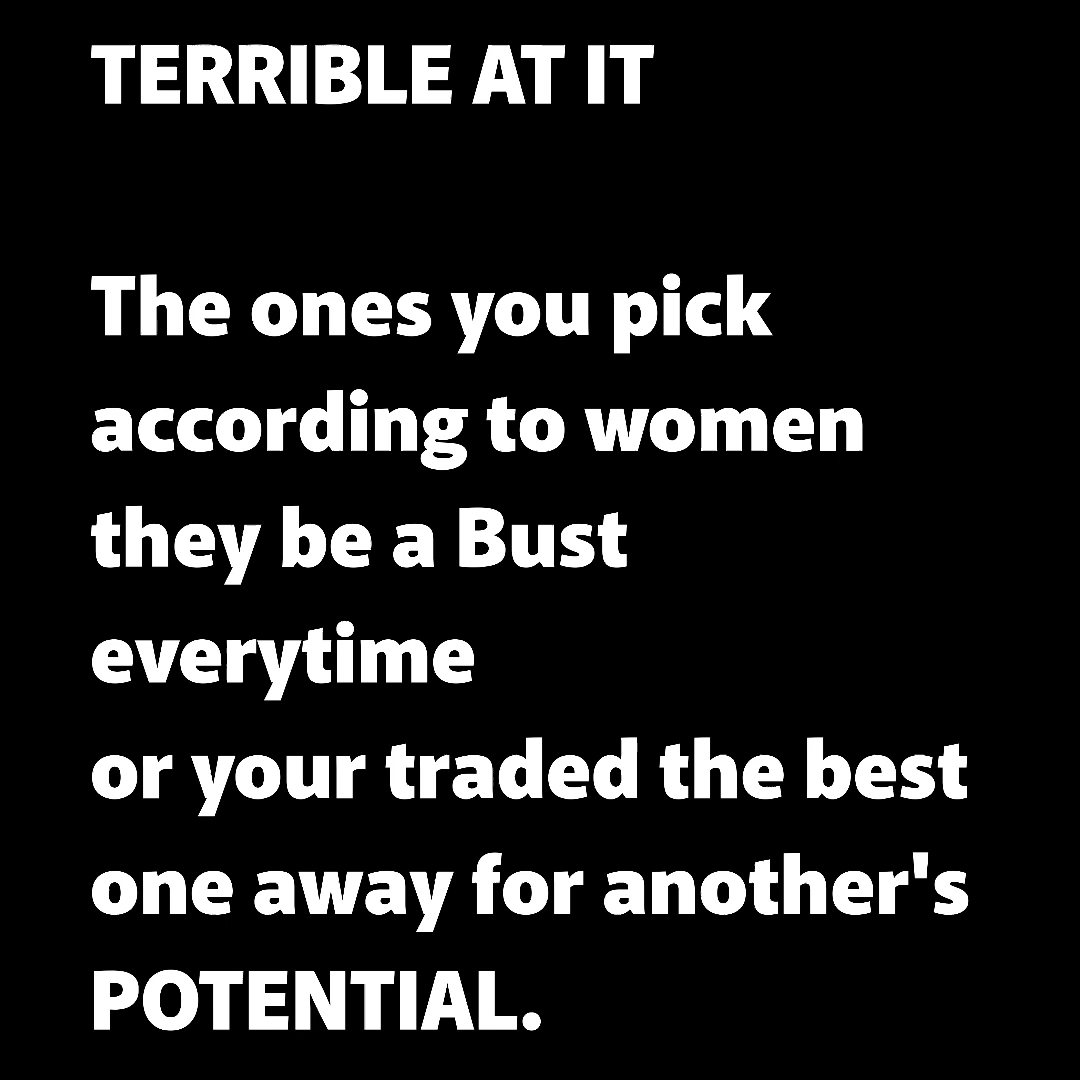 TERRIBLE AT IT
The ones you pick
according to women
they be a Bust
everytime
or your traded the best
one away for another's
POTENTIAL.